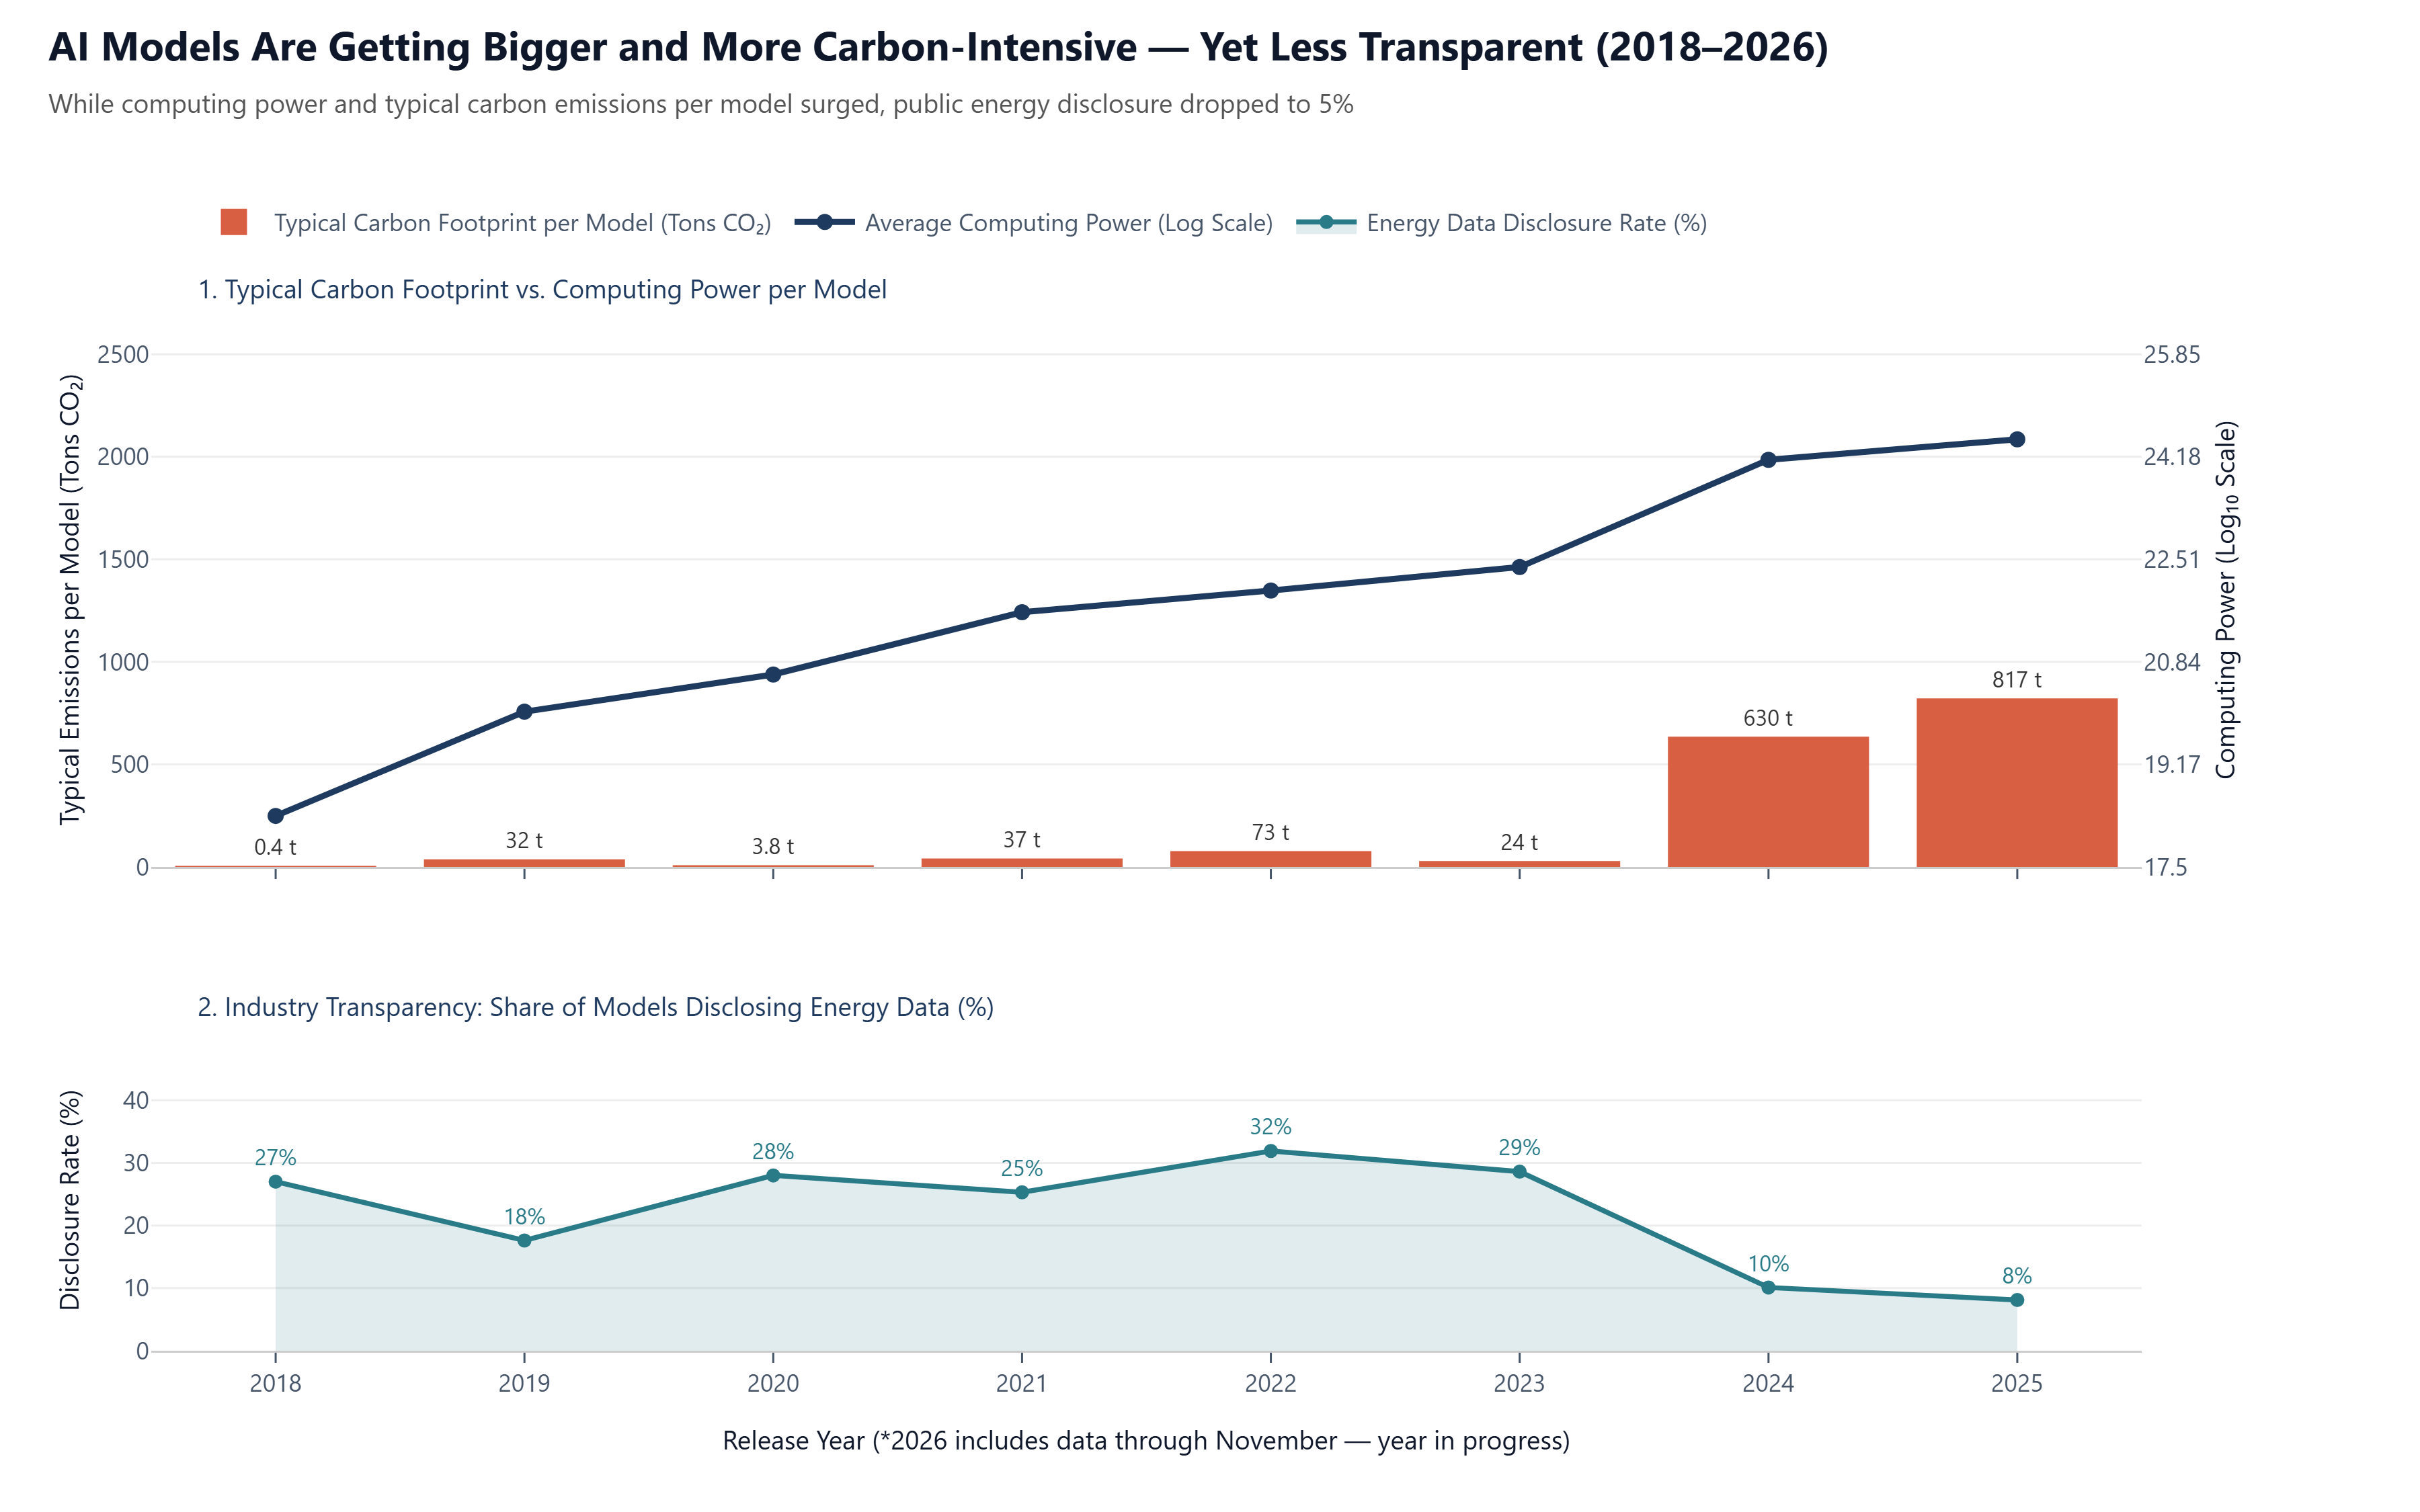 AI Models Are Getting Bigger and More Carbon-Intensive — Yet Less Transparent (2018–2026)
While computing power and typical carbon emissions per model surged, public energy disclosure dropped to 5%
Typical Carbon Footprint per Model (Tons CO₂)
Average Computing Power (Log Scale)
Energy Data Disclosure Rate (%)
1. Typical Carbon Footprint vs. Computing Power per Model
Typical Emissions per Model (Tons CO₂)
2500
2000
1500
1000
500
0
0.4 t
32 t
3.8 t
37 t
73 t
24 t
630 t
817 t
25.85
24.18
22.51
20.84
19.17
17.5
Computing Power (Log₁₀ Scale)
2. Industry Transparency: Share of Models Disclosing Energy Data (%)
Disclosure Rate (%)
40
30
20
10
0
27%
18%
28%
25%
32%
29%
10%
8%
2018
2019
2020
2021
2022
2023
2024
2025
Release Year (*2026 includes data through November — year in progress)